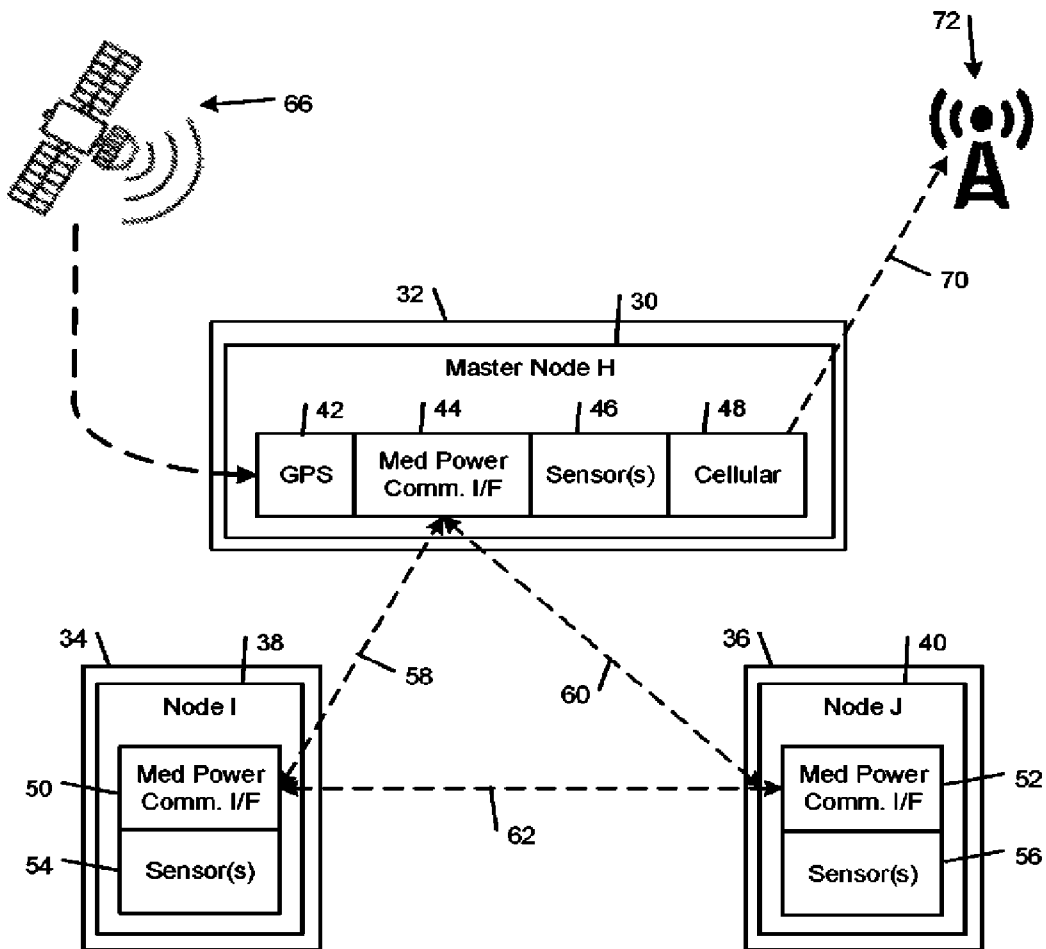 72
66
70
32 30
Master Node H
42 44 46 48
GPS Med Power Comm. I/F Sensor(s) Cellular
34 38 58 60 36 40
Node I Node J
50 Med Power Comm. I/F Med Power Comm. I/F 52
62
54 Sensor(s) Sensor(s) 56